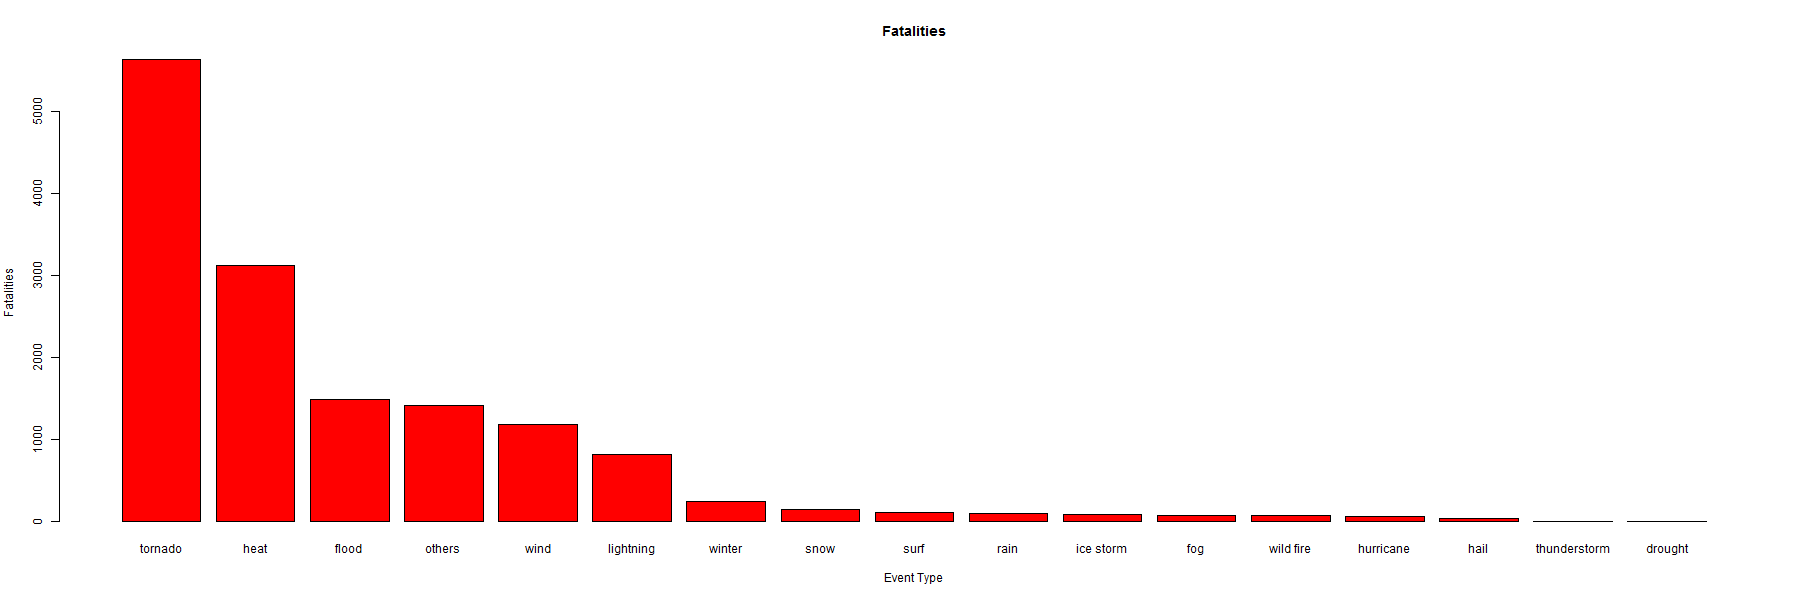 Fatalities
5000
4000
3000
2000
1000
0
Fatalities
tornado heat flood others wind lightning winter snow surf rain ice storm fog wild fire hurricane hail thunderstorm drought
Event Type